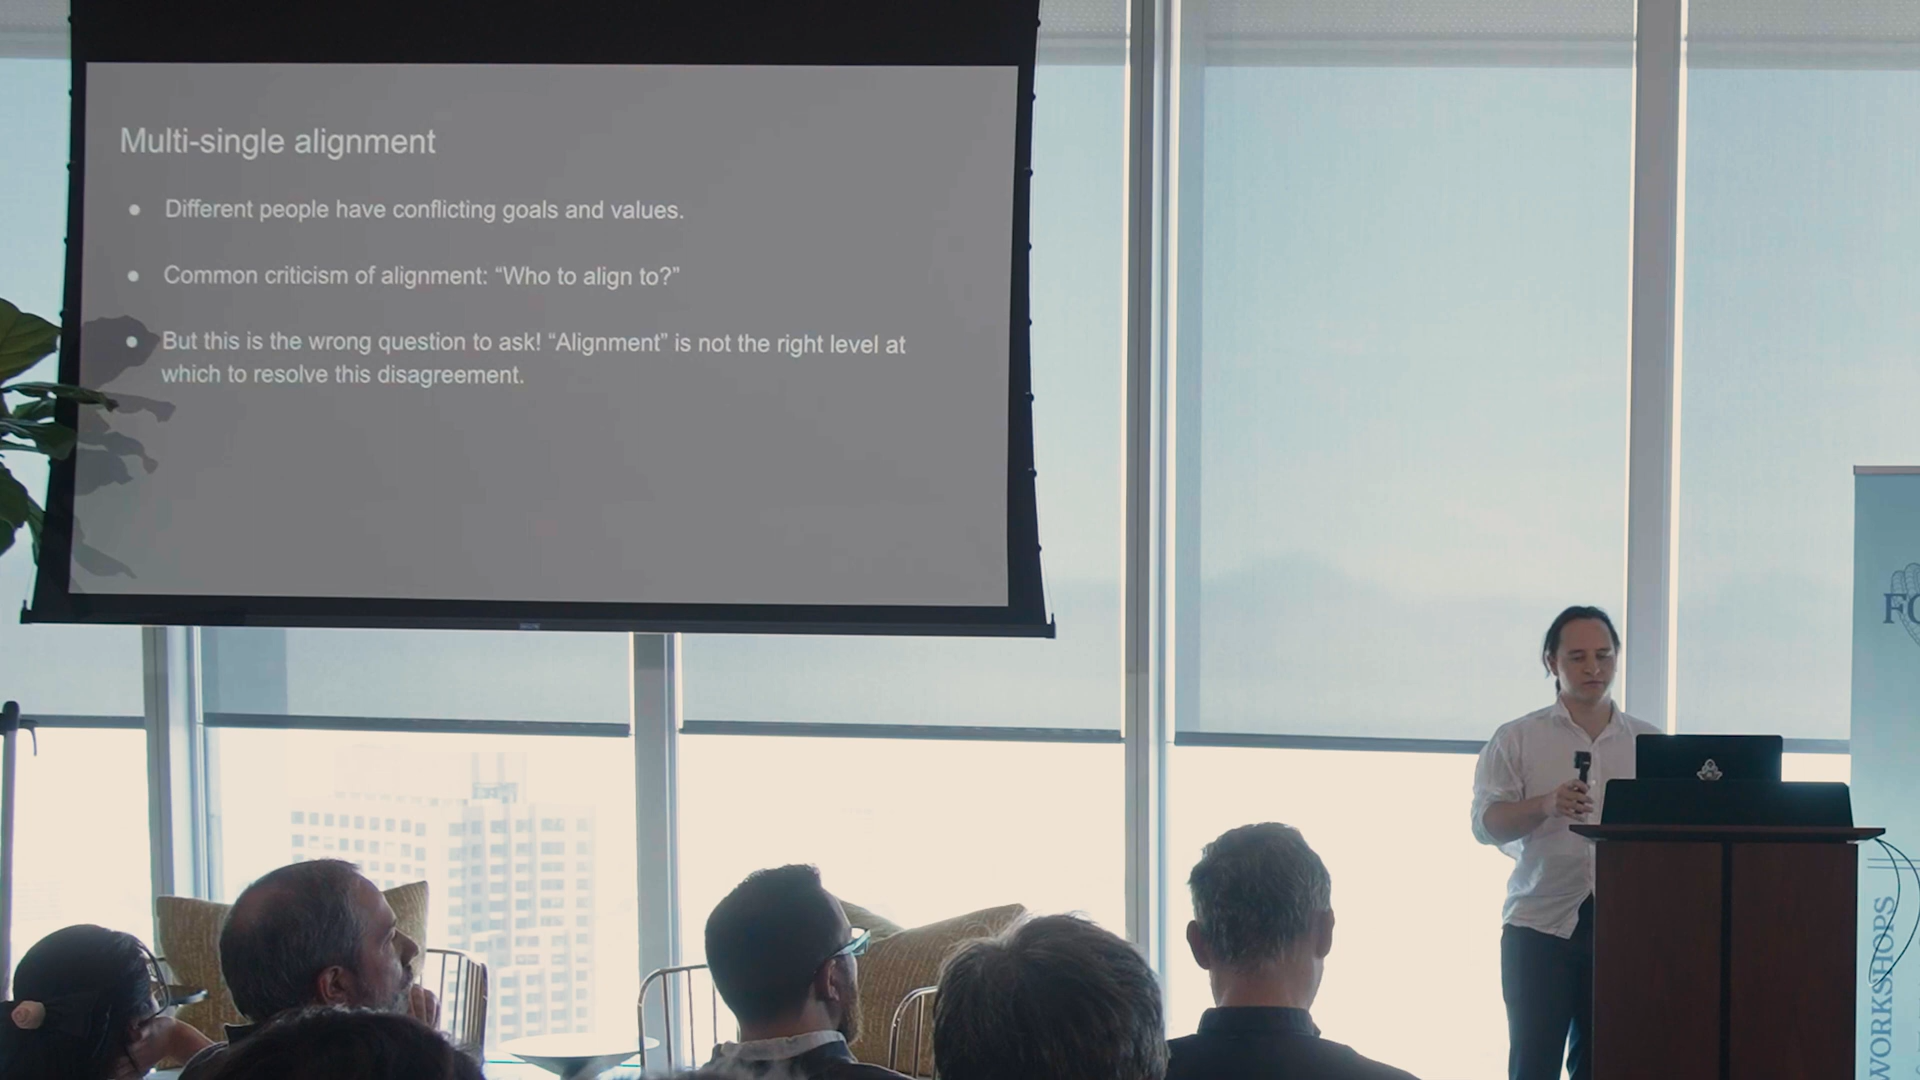 Multi-single alignment
● Different people have conflicting goals and values.
● Common criticism of alignment: “Who to align to?”
● But this is the wrong question to ask! “Alignment” is not the right level at
which to resolve this disagreement.
WORKSHOPS